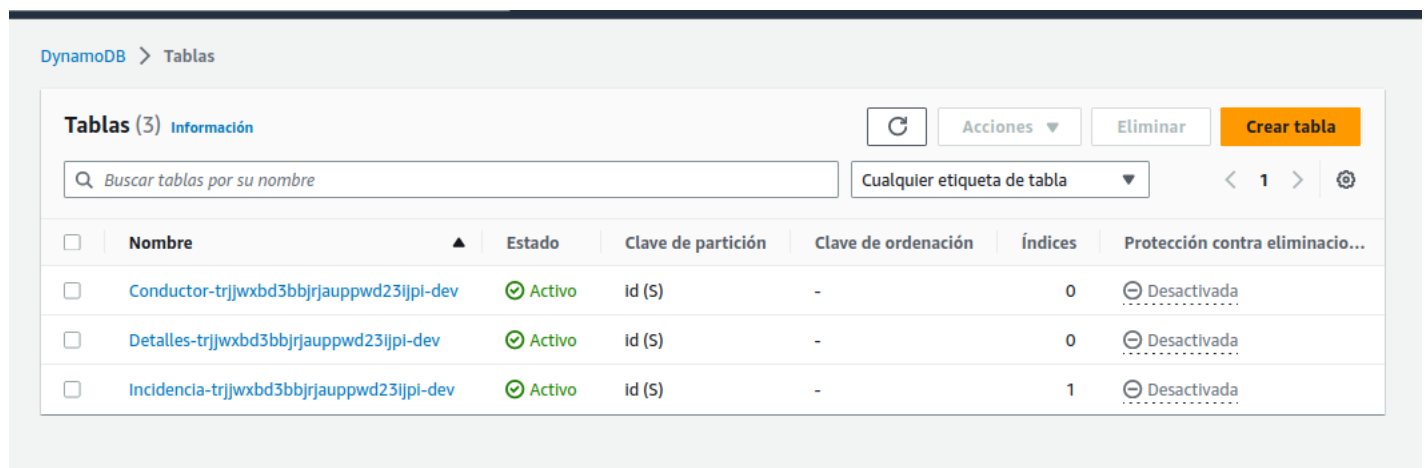 DynamoDB > Tablas
Tablas (3) Información
Acciones ▼ Eliminar Crear tabla
Buscar tablas por su nombre Cualquier etiqueta de tabla ▼ < 1 >
Nombre ▲ Estado Clave de partición Clave de ordenación Índices Protección contra eliminacio...
Conductor-trjjwxbd3bbjrjauppwd23ijpi-dev Activo id (S) - 0 Desactivada
Detalles-trjjwxbd3bbjrjauppwd23ijpi-dev Activo id (S) - 0 Desactivada
Incidencia-trjjwxbd3bbjrjauppwd23ijpi-dev Activo id (S) - 1 Desactivada